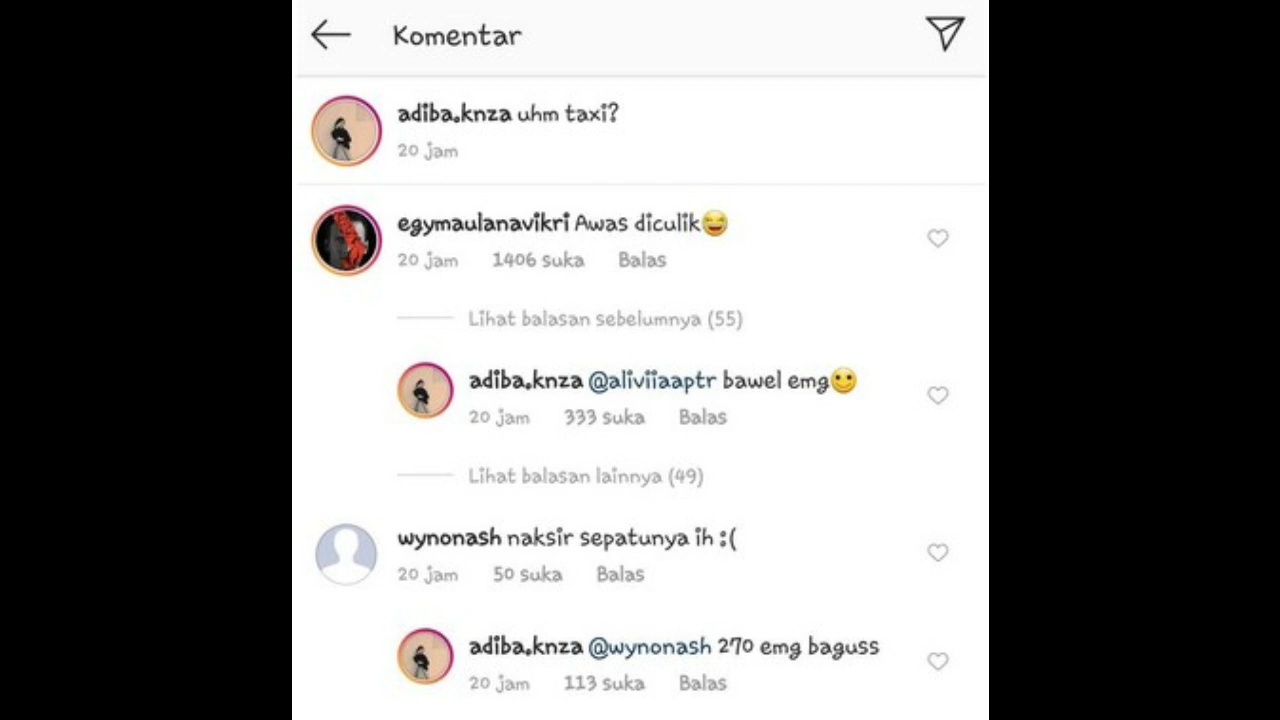 Komentar
adiba.knza uhm taxi?
20 jam
egymaulanavikri Awas diculik😆
20 jam 1406 suka Balas
Lihat balasan sebelumnya (55)
adiba.knza @aliviiaaptr bawel emg🙂
20 jam 333 suka Balas
Lihat balasan lainnya (49)
wynonash naksir sepatunya ih :(
20 jam 50 suka Balas
adiba.knza @wynonash 270 emg baguss
20 jam 113 suka Balas